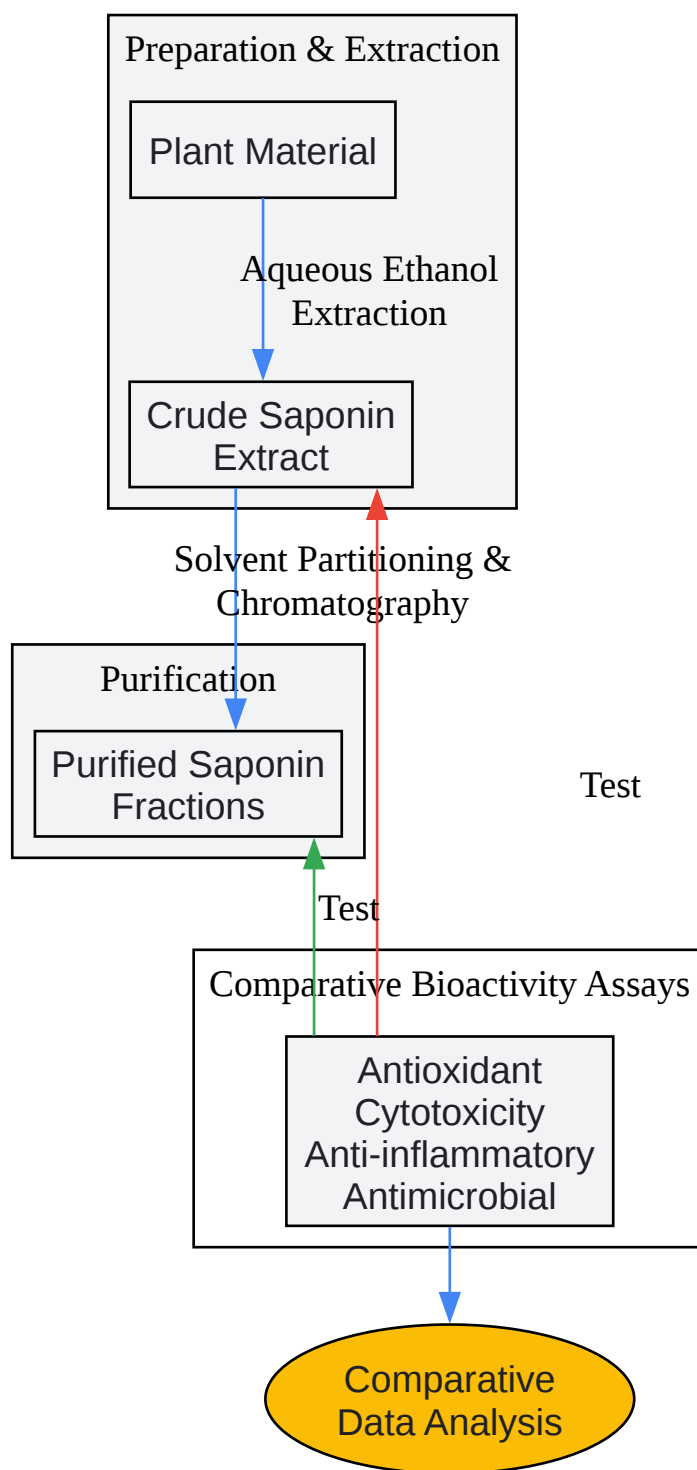 Preparation & Extraction
Plant Material
Aqueous Ethanol
Extraction
Crude Saponin
Extract
Solvent Partitioning &
Chromatography
Purification
Purified Saponin
Fractions
Test
Test
Comparative Bioactivity Assays
Antioxidant
Cytotoxicity
Anti-inflammatory
Antimicrobial
Comparative
Data Analysis